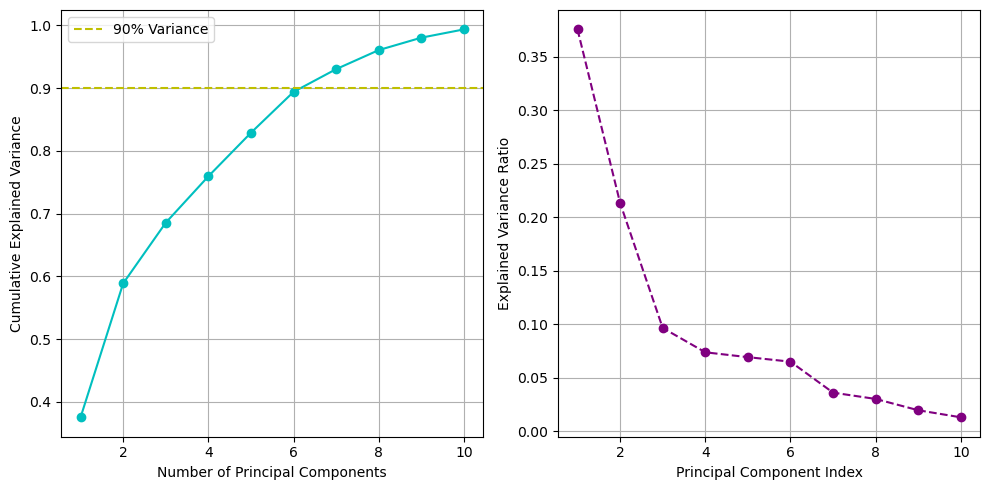 90% Variance
1.0
0.9
0.8
0.7
0.6
0.5
0.4
Cumulative Explained Variance
2 4 6 8 10
Number of Principal Components
0.35
0.30
0.25
0.20
0.15
0.10
0.05
0.00
Explained Variance Ratio
2 4 6 8 10
Principal Component Index